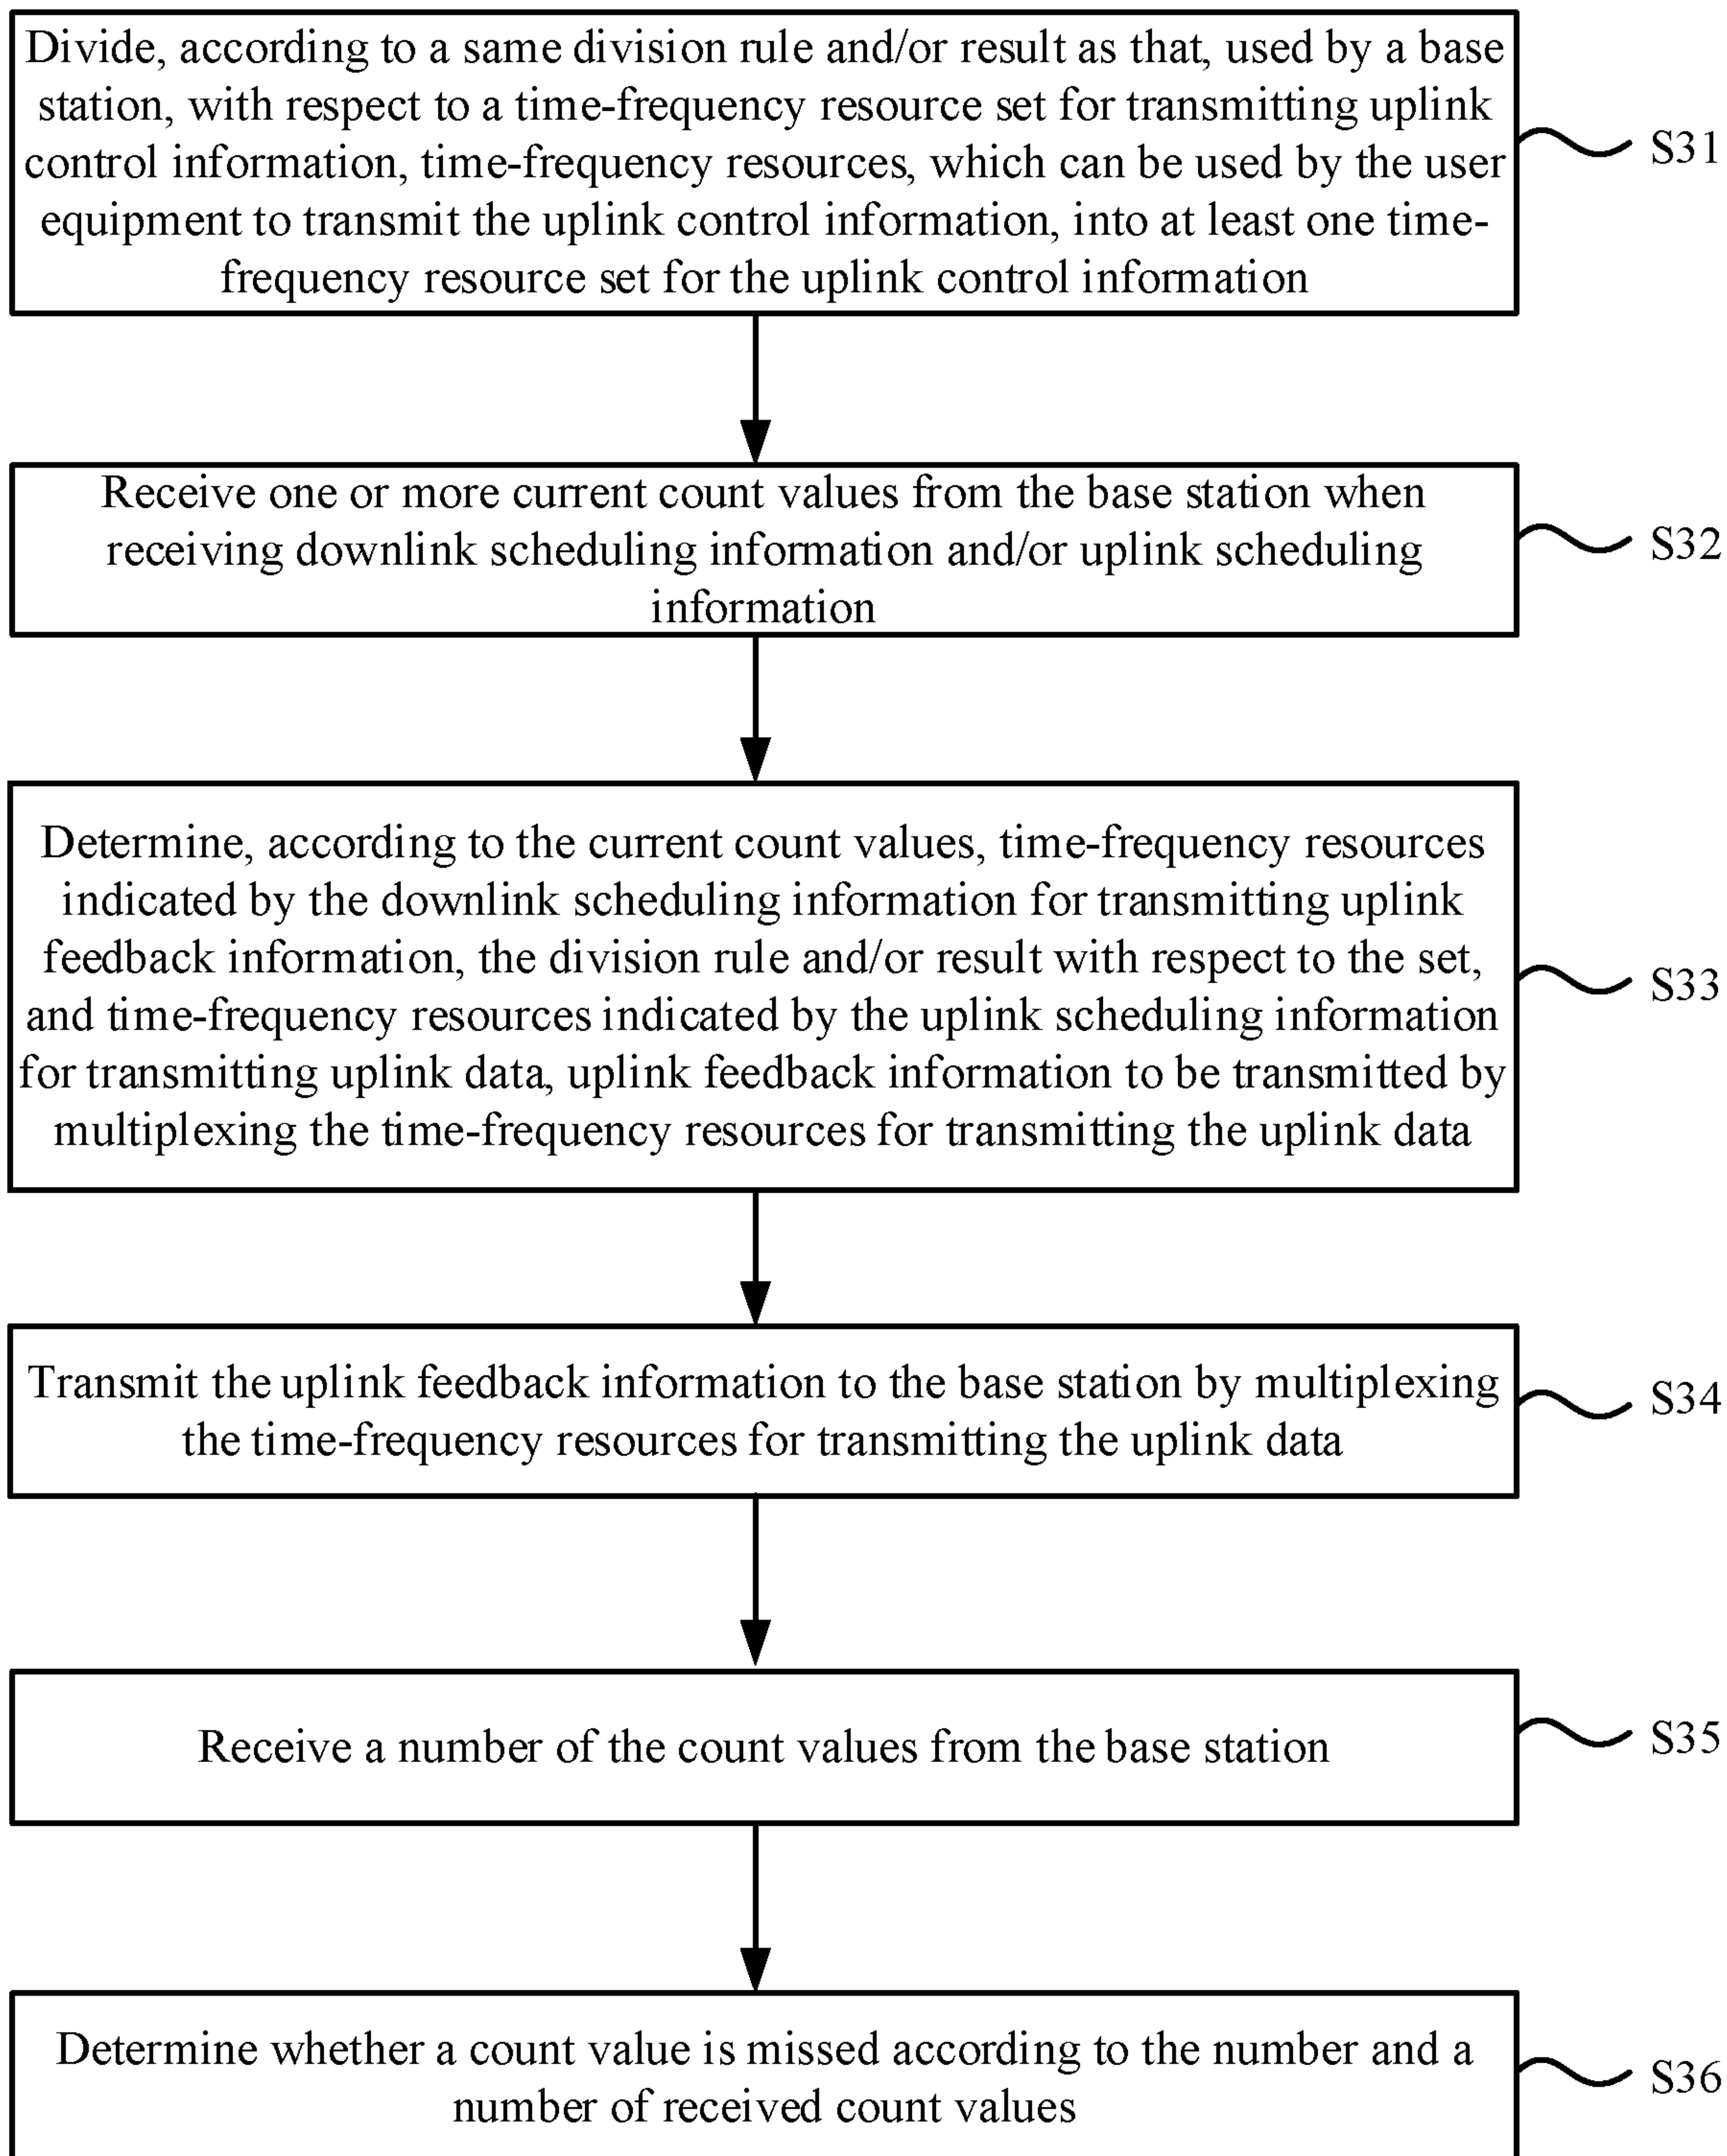 Divide, according to a same division rule and/or result as that, used by a base
station, with respect to a time-frequency resource set for transmitting uplink
control information, time-frequency resources, which can be used by the user
equipment to transmit the uplink control information, into at least one time-
frequency resource set for the uplink control information
S31
Receive one or more current count values from the base station when
receiving downlink scheduling information and/or uplink scheduling
information
S32
Determine, according to the current count values, time-frequency resources
indicated by the downlink scheduling information for transmitting uplink
feedback information, the division rule and/or result with respect to the set,
and time-frequency resources indicated by the uplink scheduling information
for transmitting uplink data, uplink feedback information to be transmitted by
multiplexing the time-frequency resources for transmitting the uplink data
S33
Transmit the uplink feedback information to the base station by multiplexing
the time-frequency resources for transmitting the uplink data
S34
Receive a number of the count values from the base station
S35
Determine whether a count value is missed according to the number and a
number of received count values
S36